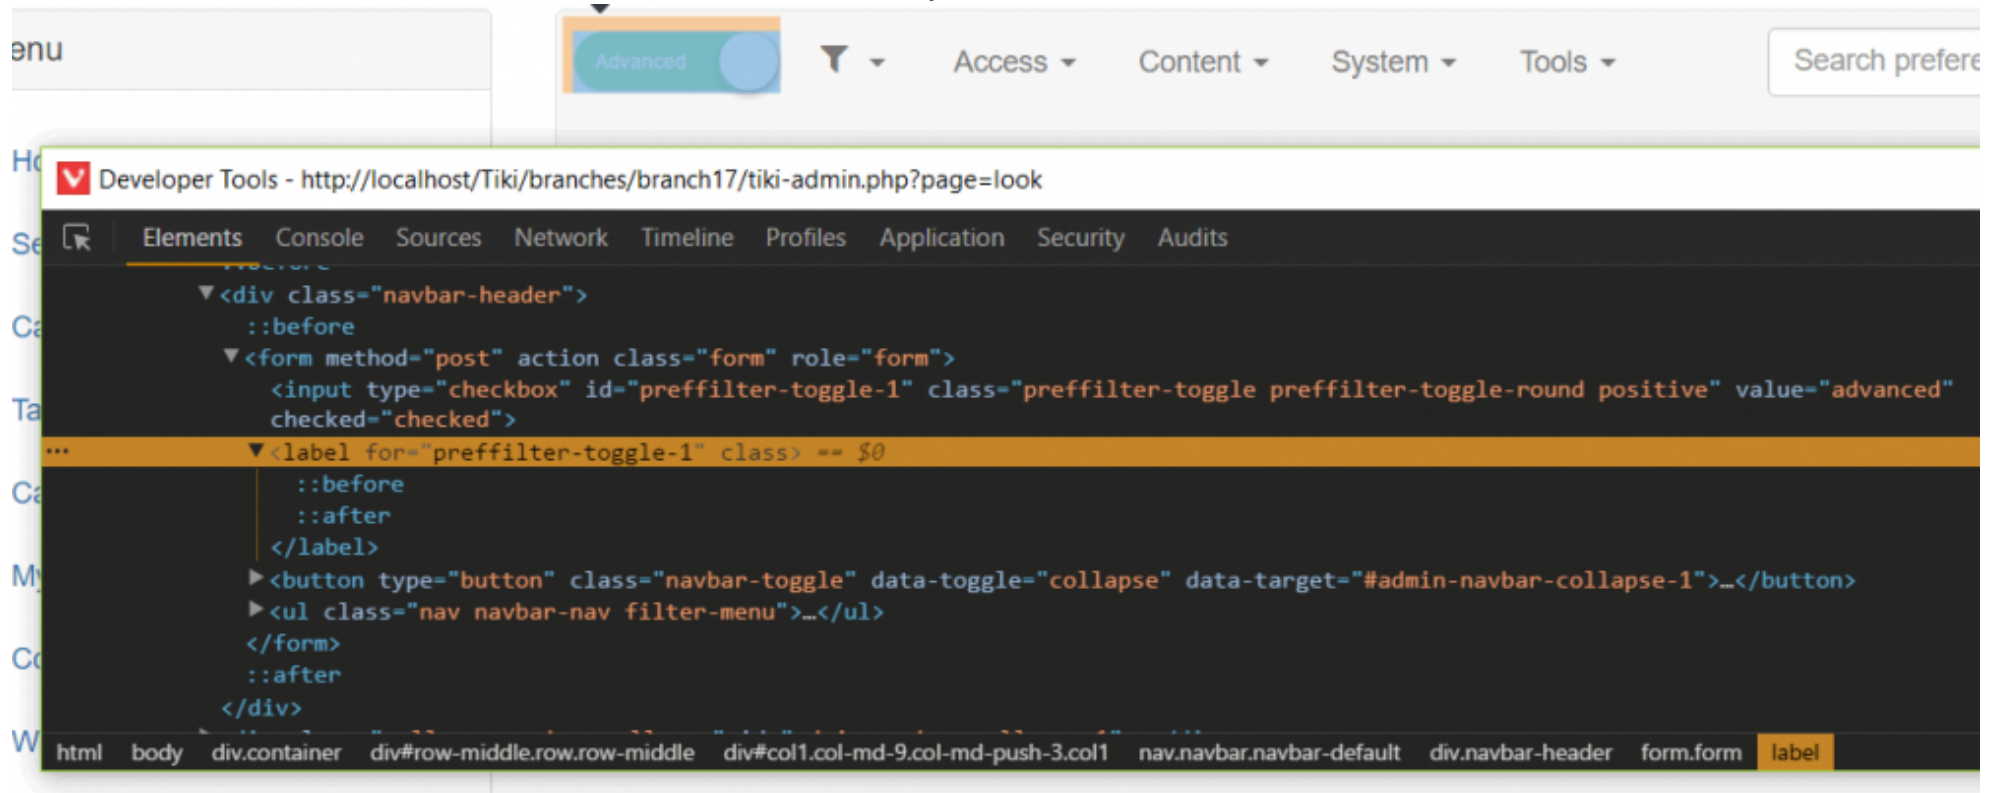 enu
Advanced
Access
Content
System
Tools
Search prefere
Developer Tools - http://localhost/Tiki/branches/branch17/tiki-admin.php?page=look
Elements Console Sources Network Timeline Profiles Application Security Audits
<div class="navbar-header">
::before
<form method="post" action class="form" role="form">
<input type="checkbox" id="preffilter-toggle-1" class="preffilter-toggle preffilter-toggle-round positive" value="advanced"
checked="checked">
... <label for="preffilter-toggle-1" class> == $0
::before
::after
</label>
<button type="button" class="navbar-toggle" data-toggle="collapse" data-target="#admin-navbar-collapse-1">…</button>
<ul class="nav navbar-nav filter-menu">…</ul>
</form>
::after
</div>
html body div.container div#row-middle.row.row-middle div#col1.col-md-9.col-md-push-3.col1 nav.navbar.navbar-default div.navbar-header form.form label
Ho
Se
Ca
Ta
Ca
My
Co
W